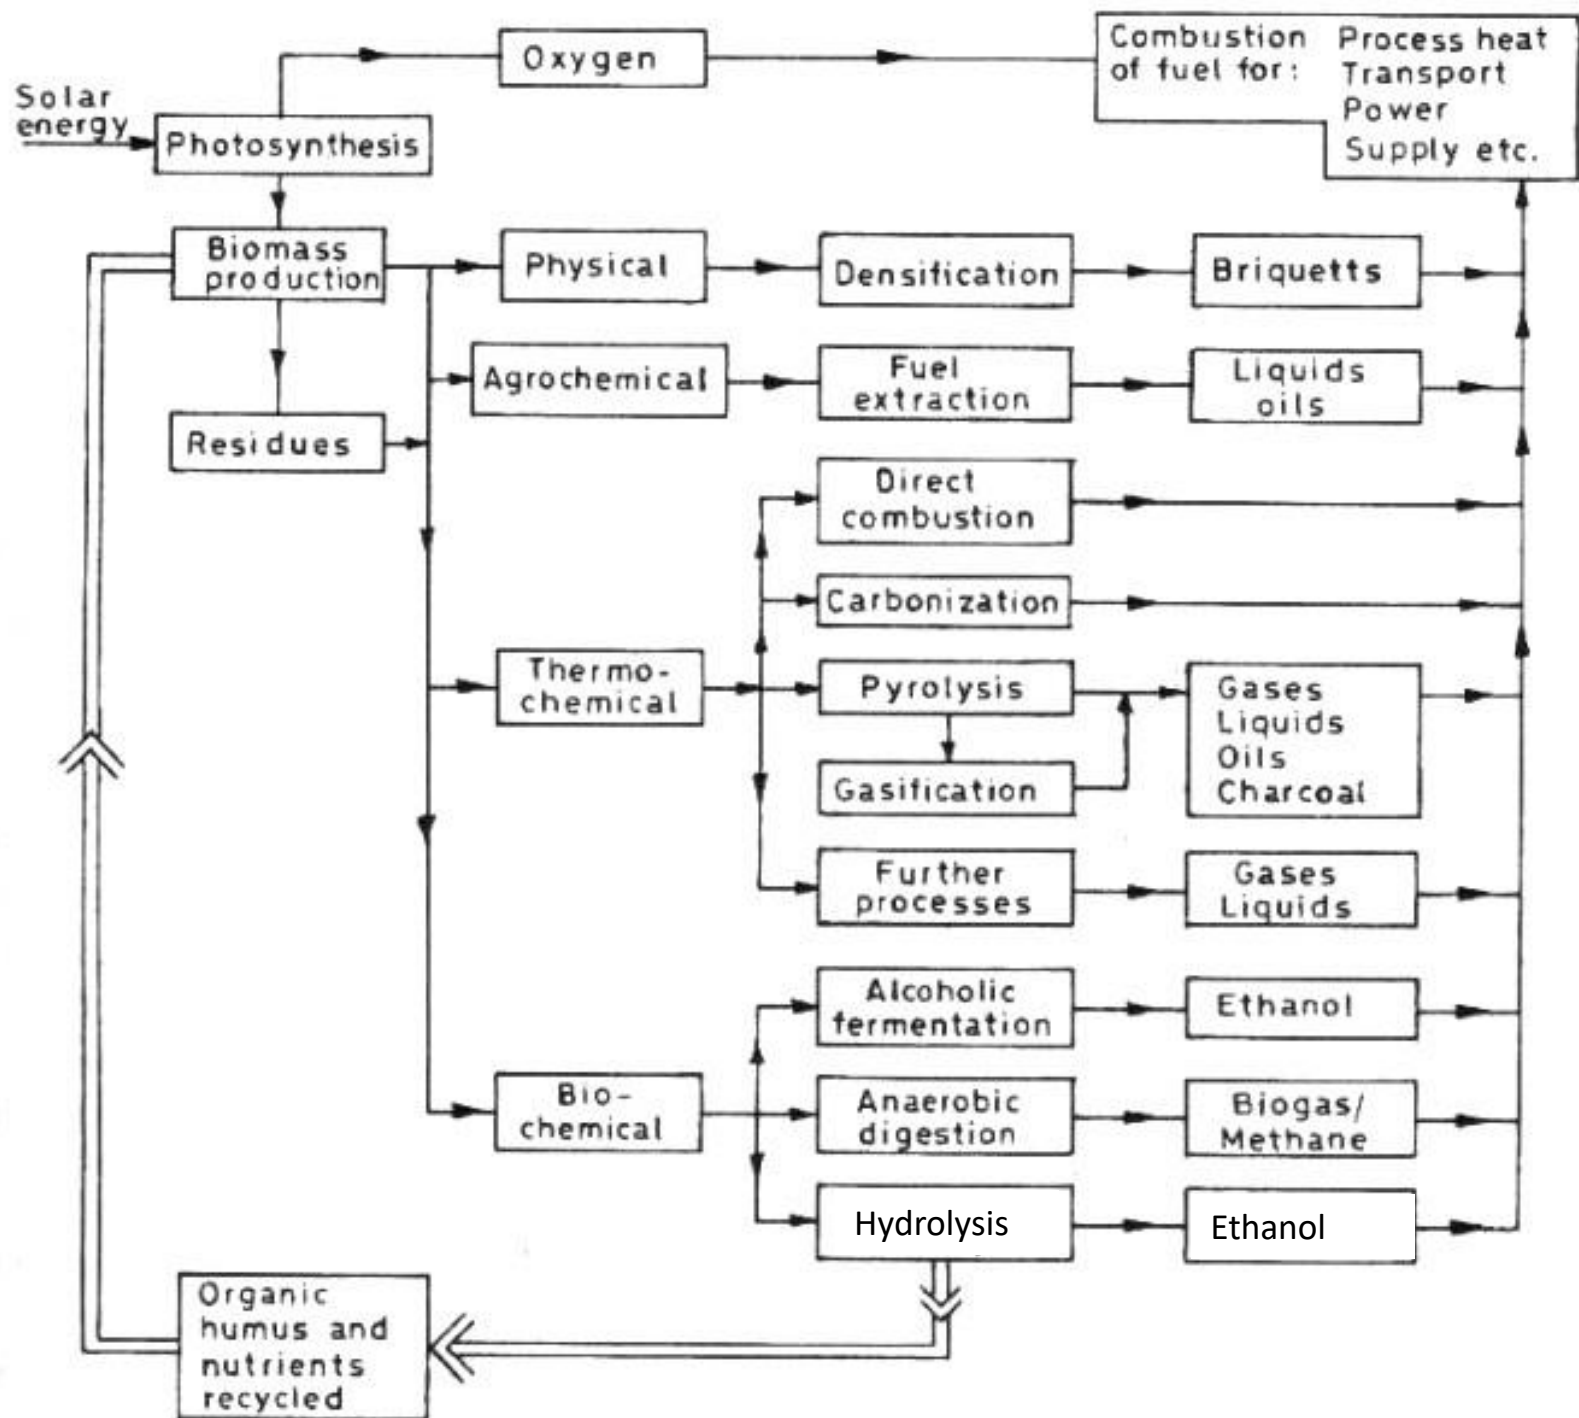 Oxygen
Combustion
of fuel for:
Process heat
Transport
Power
Supply etc.
Solar
energy
Photosynthesis
Biomass
production
Physical
Densification
Briquetts
Agrochemical
Fuel
extraction
Liquids
oils
Residues
Direct
combustion
Carbonization
Thermo-
chemical
Pyrolysis
Gases
Liquids
Oils
Charcoal
Gasification
Further
processes
Gases
Liquids
Alcoholic
fermentation
Ethanol
Bio-
chemical
Anaerobic
digestion
Biogas/
Methane
Hydrolysis
Ethanol
Organic
humus and
nutrients
recycled